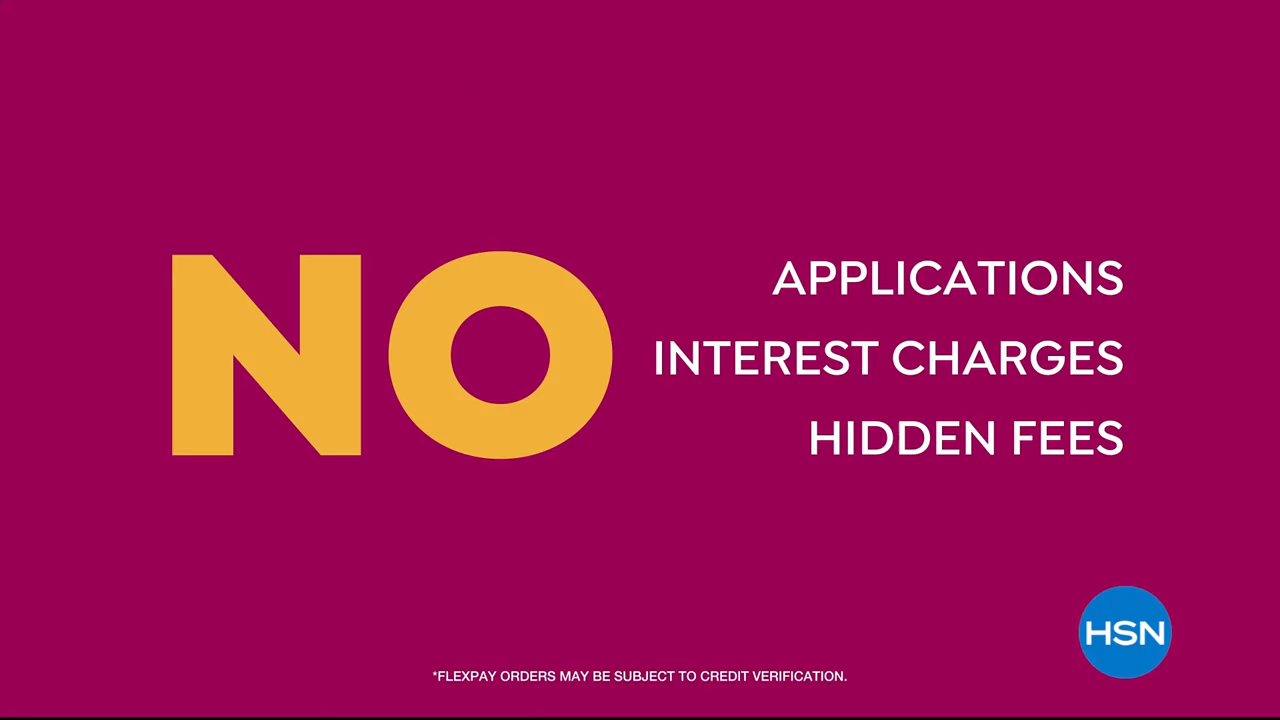 NO
APPLICATIONS
INTEREST CHARGES
HIDDEN FEES
HSN
*FLEXPAY ORDERS MAY BE SUBJECT TO CREDIT VERIFICATION.